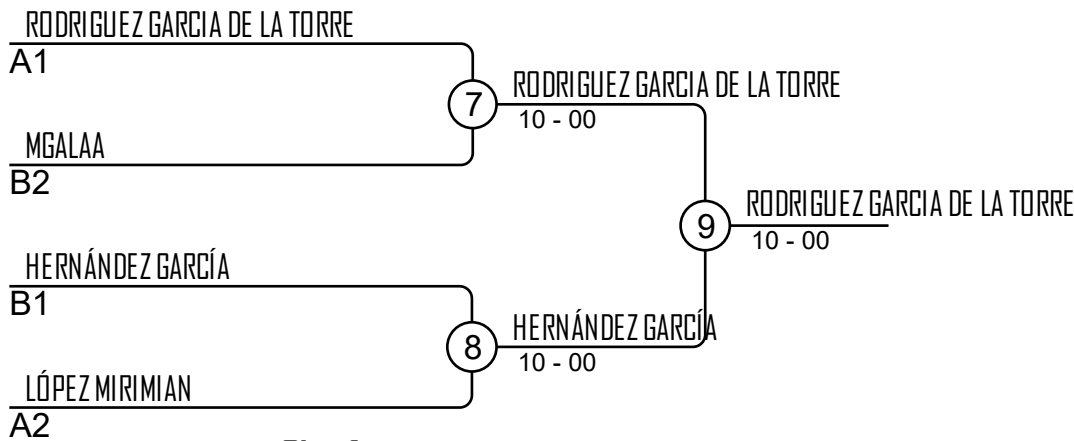 RODRIGUEZ GARCIA DE LA TORRE
A1
7
RODRIGUEZ GARCIA DE LA TORRE
10 - 00
MGALAA
B2
9
RODRIGUEZ GARCIA DE LA TORRE
10 - 00
HERNÁNDEZ GARCÍA
B1
8
HERNÁNDEZ GARCÍA
10 - 00
LÓPEZ MIRIMIAN
A2